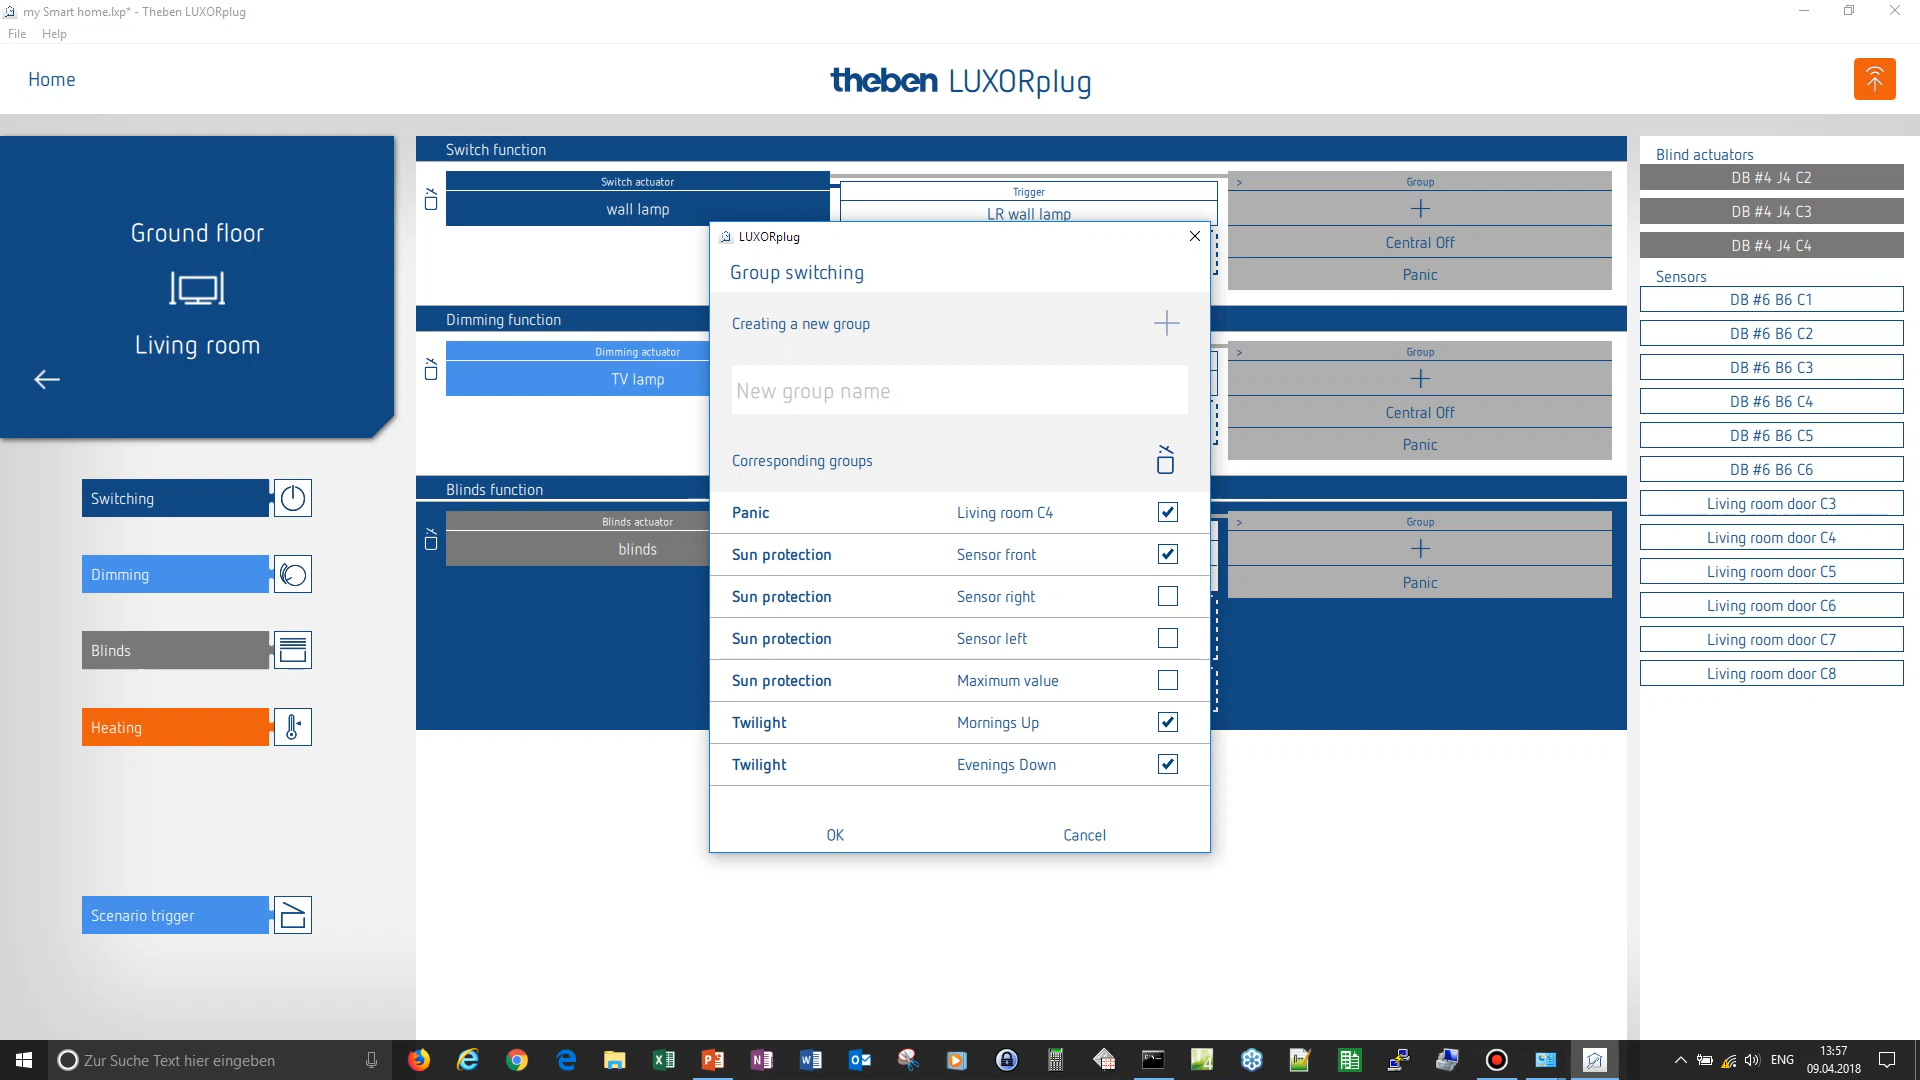 my Smart home.lxp* - Theben LUXORplug
File Help
Home
theben LUXORplug
Ground floor
Living room
Switching
Dimming
Blinds
Heating
Scenario trigger
Switch function
Switch actuator
wall lamp
Trigger
LR wall lamp
> Group
+
Central Off
Panic
Dimming function
Dimming actuator
TV lamp
> Group
+
Central Off
Panic
Blinds function
Blinds actuator
blinds
> Group
+
Panic
LUXORplug
Group switching
Creating a new group
New group name
Corresponding groups
Panic Living room C4
Sun protection Sensor front
Sun protection Sensor right
Sun protection Sensor left
Sun protection Maximum value
Twilight Mornings Up
Twilight Evenings Down
OK Cancel
Blind actuators
DB #4 J4 C2
DB #4 J4 C3
DB #4 J4 C4
Sensors
DB #6 B6 C1
DB #6 B6 C2
DB #6 B6 C3
DB #6 B6 C4
DB #6 B6 C5
DB #6 B6 C6
Living room door C3
Living room door C4
Living room door C5
Living room door C6
Living room door C7
Living room door C8
Zur Suche Text hier eingeben
ENG
13:57
09.04.2018